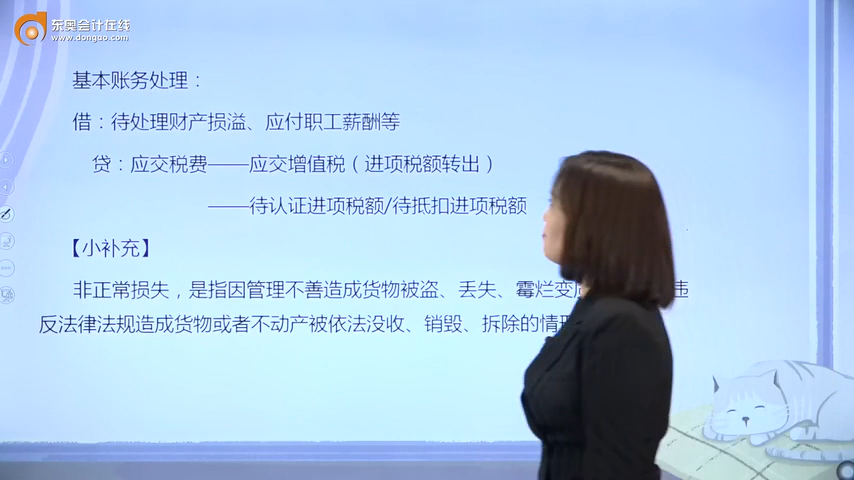 东奥会计在线
www.dongao.com
基本账务处理：
借：待处理财产损溢、应付职工薪酬等
贷：应交税费——应交增值税（进项税额转出）
——待认证进项税额/待抵扣进项税额
【小补充】
非正常损失，是指因管理不善造成货物被盗、丢失、霉烂变 违
反法律法规造成货物或者不动产被依法没收、销毁、拆除的情